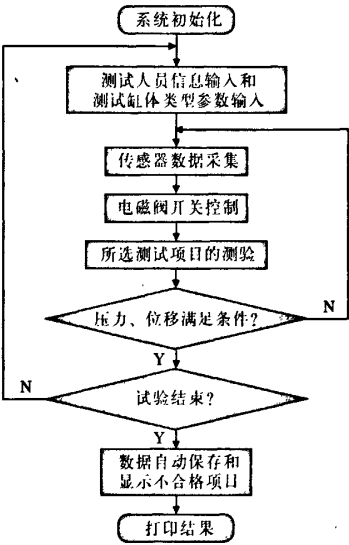 系统初始化
测试人员信息输入和
测试缸体类型参数输入
传感器数据采集
电磁阀开关控制
所选测试项目的测验
压力、位移满足条件?
N
Y
试验结束?
N
Y
数据自动保存和
显示不合格项目
打印结果